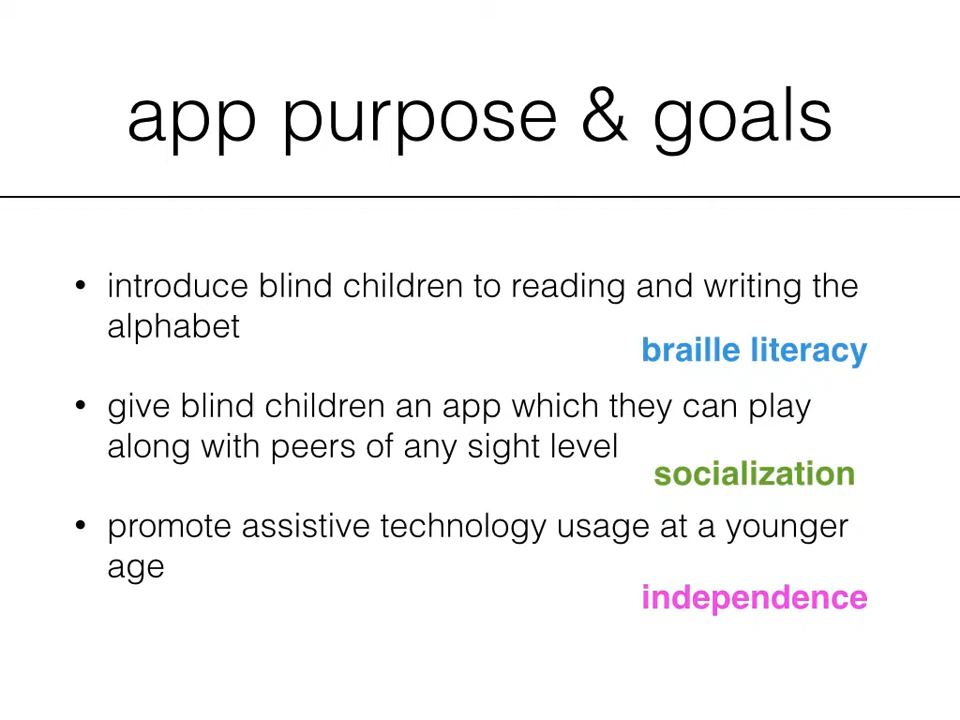 app purpose & goals
• introduce blind children to reading and writing the
alphabet
braille literacy
• give blind children an app which they can play
along with peers of any sight level
socialization
• promote assistive technology usage at a younger
age
independence